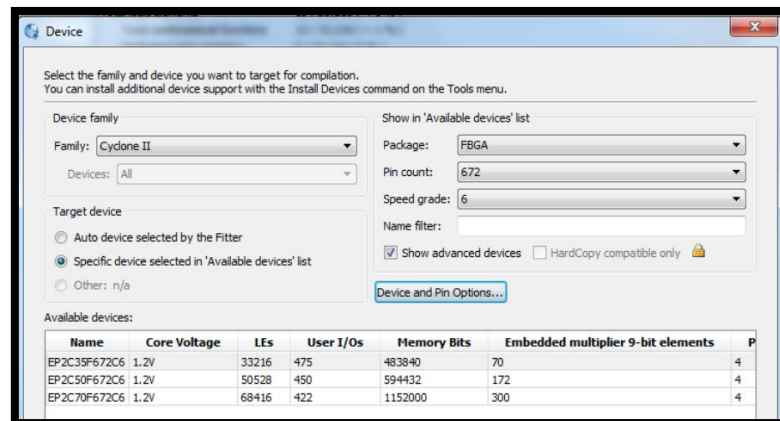 Device
Select the family and device you want to target for compilation.
You can install additional device support with the Install Devices command on the Tools menu.
Device family
Family: Cyclone II
Devices: All
Target device
Auto device selected by the Fitter
Specific device selected in 'Available devices' list
Other: n/a
Show in 'Available devices' list
Package: FBGA
Pin count: 672
Speed grade: 6
Name filter:
Show advanced devices HardCopy compatible only
Device and Pin Options...
Available devices:
Name Core Voltage LEs User I/Os Memory Bits Embedded multiplier 9-bit elements P
EP2C35F672C6 1.2V 33216 475 483840 70 4
EP2C50F672C6 1.2V 50528 450 594432 172 4
EP2C70F672C6 1.2V 68416 422 1152000 300 4